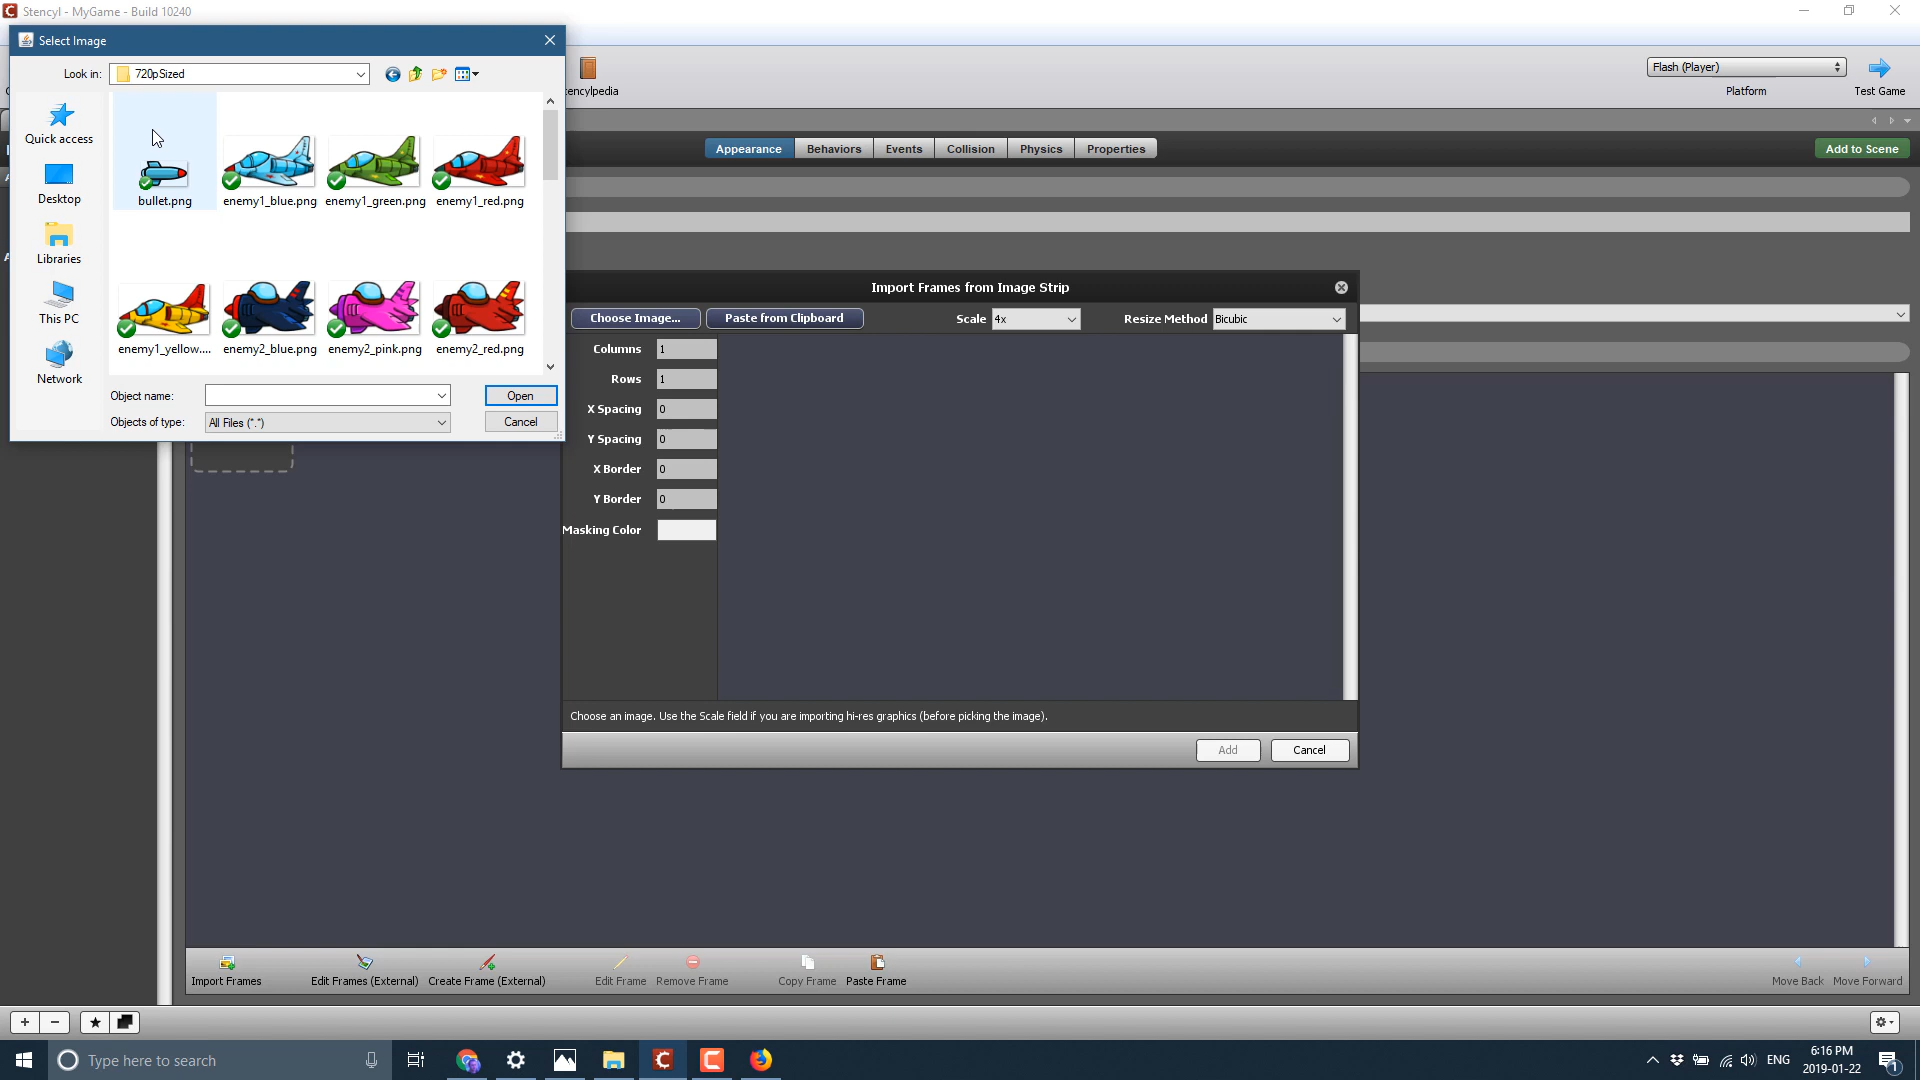 Stencyl - MyGame - Build 10240
Select Image
Look in:
720pSized
encylpedia
Flash (Player)
Platform
Test Game
Quick access
Desktop
Libraries
This PC
Network
bullet.png
enemy1_blue.png
enemy1_green.png
enemy1_red.png
enemy1_yellow....
enemy2_blue.png
enemy2_pink.png
enemy2_red.png
Object name:
Open
Objects of type:
All Files (*.*)
Cancel
Appearance
Behaviors
Events
Collision
Physics
Properties
Add to Scene
Import Frames from Image Strip
Choose Image...
Paste from Clipboard
Scale
4x
Resize Method
Bicubic
Columns
1
Rows
1
X Spacing
0
Y Spacing
0
X Border
0
Y Border
0
Masking Color
Choose an image. Use the Scale field if you are importing hi-res graphics (before picking the image).
Add
Cancel
Import Frames
Edit Frames (External)
Create Frame (External)
Edit Frame
Remove Frame
Copy Frame
Paste Frame
Move Back
Move Forward
Type here to search
ENG
6:16 PM
2019-01-22
1